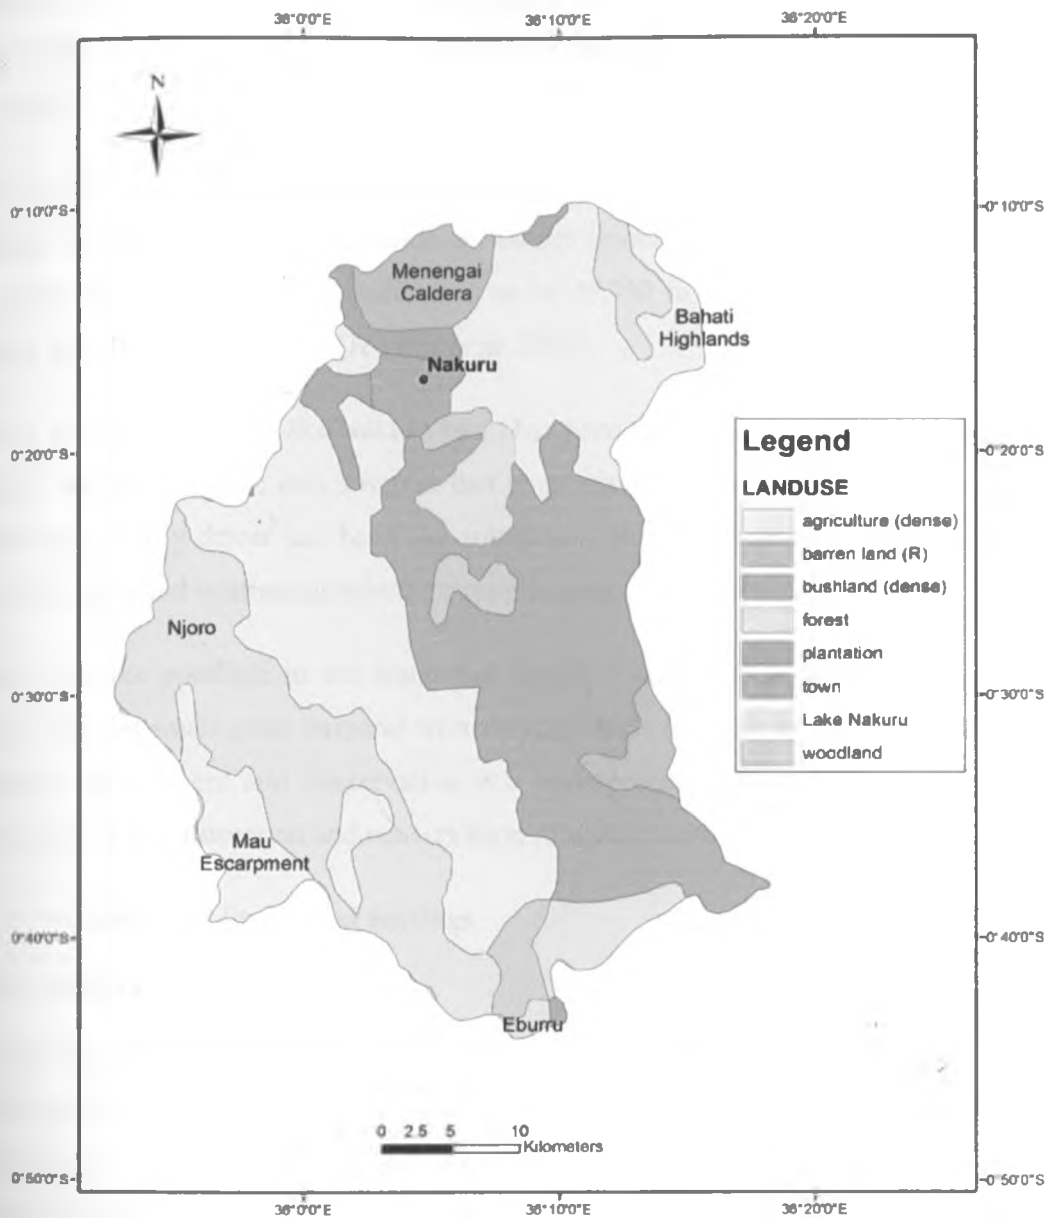 36°0'0"E
36°10'0"E
36°20'0"E
N
0°10'0"S
0°10'0"S
Menengai
Caldera
Bahati
Highlands
Nakuru
0°20'0"S
0°20'0"S
Legend
LANDUSE
agriculture (dense)
barren land (R)
bushland (dense)
forest
plantation
town
Lake Nakuru
woodland
Njoro
0°30'0"S
0°30'0"S
Mau
Escarpment
0°40'0"S
0°40'0"S
Eburru
0 2.5 5 10
Kilometers
0°50'0"S
0°50'0"S
36°0'0"E
36°10'0"E
36°20'0"E